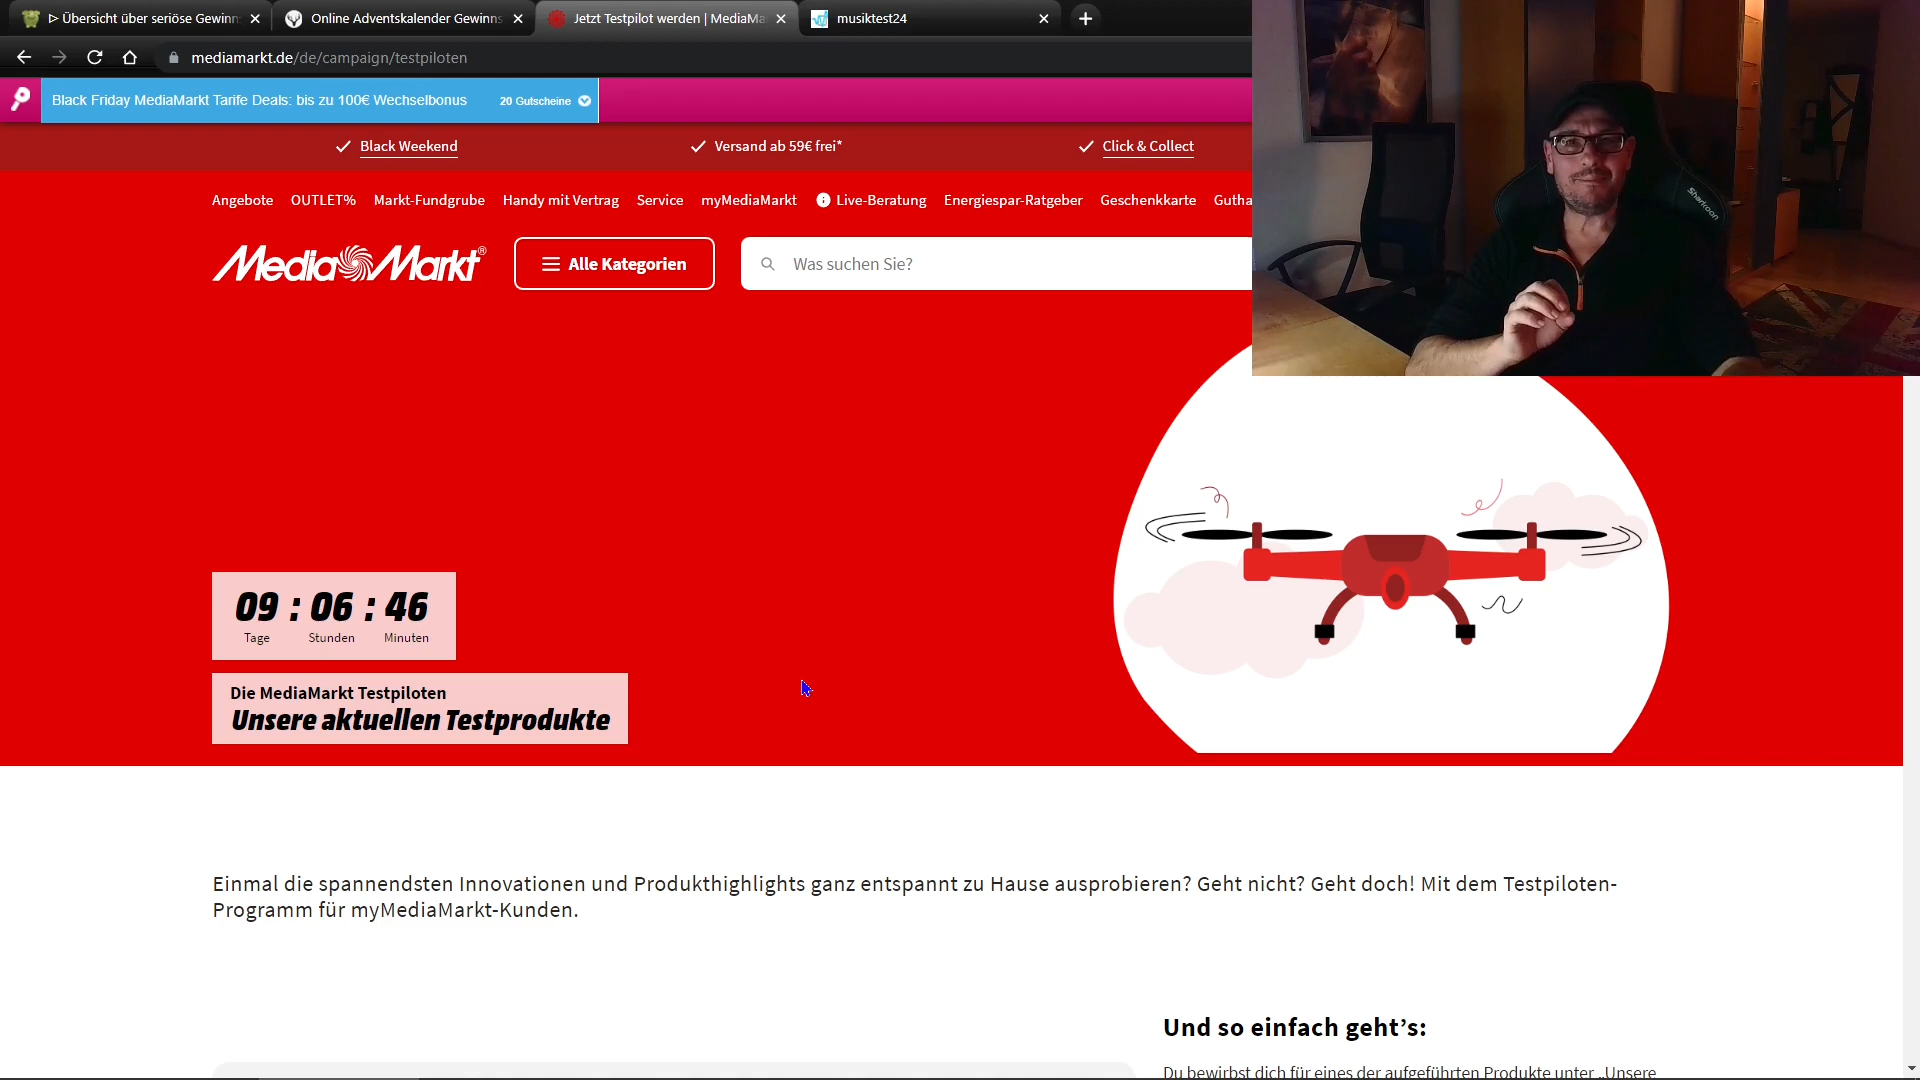 ᐅ Übersicht über seriöse Gewinn
Online Adventskalender Gewinns
Jetzt Testpilot werden | MediaMa
musiktest24
mediamarkt.de/de/campaign/testpiloten
Black Friday MediaMarkt Tarife Deals: bis zu 100€ Wechselbonus 20 Gutscheine
Black Weekend
Versand ab 59€ frei*
Click & Collect
Angebote OUTLET% Markt-Fundgrube Handy mit Vertrag Service myMediaMarkt Live-Beratung Energiespar-Ratgeber Geschenkkarte Gutha
MediaMarkt®
Alle Kategorien
Was suchen Sie?
Sharkoon
09 : 06 : 46
Tage Stunden Minuten
Die MediaMarkt Testpiloten
Unsere aktuellen Testprodukte
Einmal die spannendsten Innovationen und Produkthighlights ganz entspannt zu Hause ausprobieren? Geht nicht? Geht doch! Mit dem Testpiloten-
Programm für myMediaMarkt-Kunden.
Und so einfach geht’s:
Du bewirbst dich für eines der aufgeführten Produkte unter „Unsere